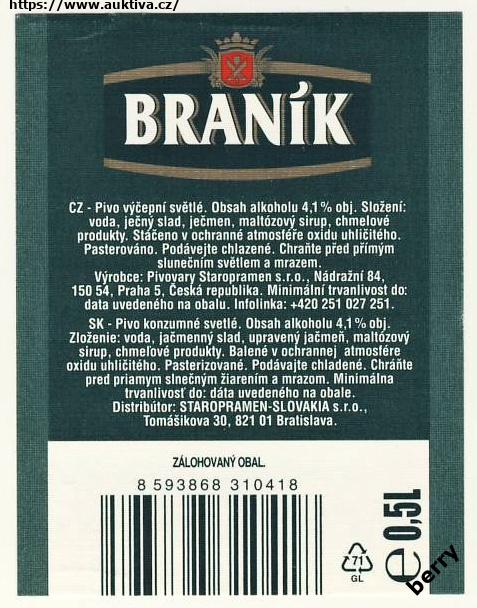 https://www.auktiva.cz/
BRANÍK
CZ - Pivo výčepní světlé. Obsah alkoholu 4,1% obj. Složení:
voda, ječný slad, ječmen, maltózový sirup, chmelové
produkty. Stáčeno v ochranné atmosféře oxidu uhličitého.
Pasterováno. Podávejte chlazené. Chraňte před přímým
slunečním světlem a mrazem.
Výrobce: Pivovary Staropramen s.r.o., Nádražní 84,
150 54, Praha 5, Česká republika. Minimální trvanlivost do:
data uvedeného na obalu. Infolinka: +420 251 027 251.
SK - Pivo konzumné svetlé. Obsah alkoholu 4,1% obj.
Zloženie: voda, jačmenný slad, upravený jačmeň, maltózový
sirup, chmeľové produkty. Balené v ochrannej atmosfére
oxidu uhličitého. Pasterizované. Podávajte chladené. Chráňte
pred priamym slnečným žiarením a mrazom. Minimálna
trvanlivosť do: dáta uvedeného na obale.
Distribútor: STAROPRAMEN-SLOVAKIA s.r.o.,
Tomášikova 30, 821 01 Bratislava.
ZÁLOHOVANÝ OBAL.
8 593868 310418
71
GL
e 0,5L
berry